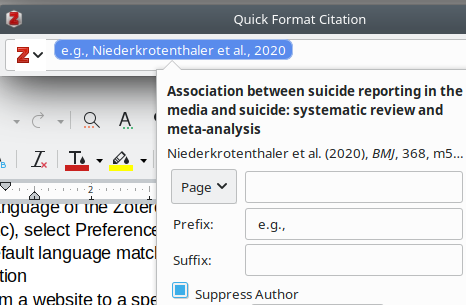 Quick Format Citation
Z
e.g., Niederkrotenthaler et al., 2020
Association between suicide reporting in the
media and suicide: systematic review and
meta-analysis
Niederkrotenthaler et al. (2020), BMJ, 368, m5...
Page
Prefix: e.g.,
Suffix:
Suppress Author
A
2
nguage of the Zoter
c), select Preference
fault language match
tion
m a website to a spe